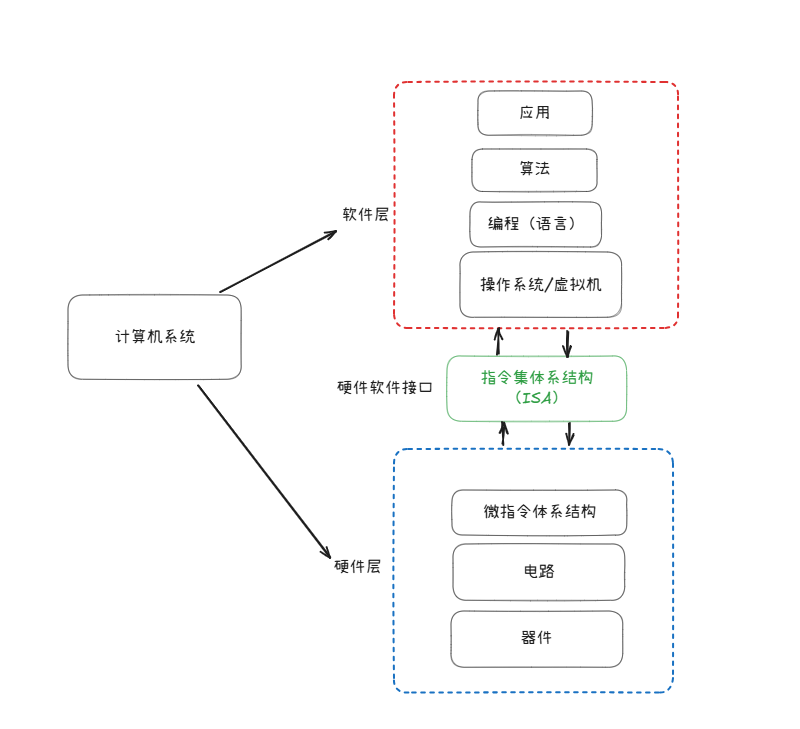 应用
算法
编程（语言）
操作系统/虚拟机
软件层
计算机系统
硬件软件接口
指令集体系结构
（ISA）
硬件层
微指令体系结构
电路
器件